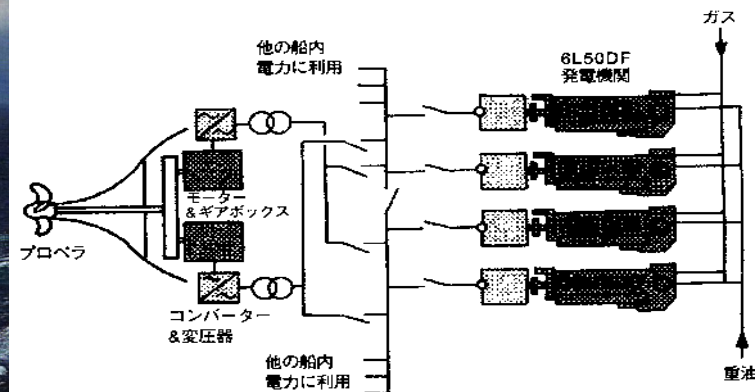 ガス
他の船内
電力に利用
6L50DF
発電機関
モーター
&ギアボックス
プロペラ
コンバーター
&変圧器
他の船内
電力に利用
重油